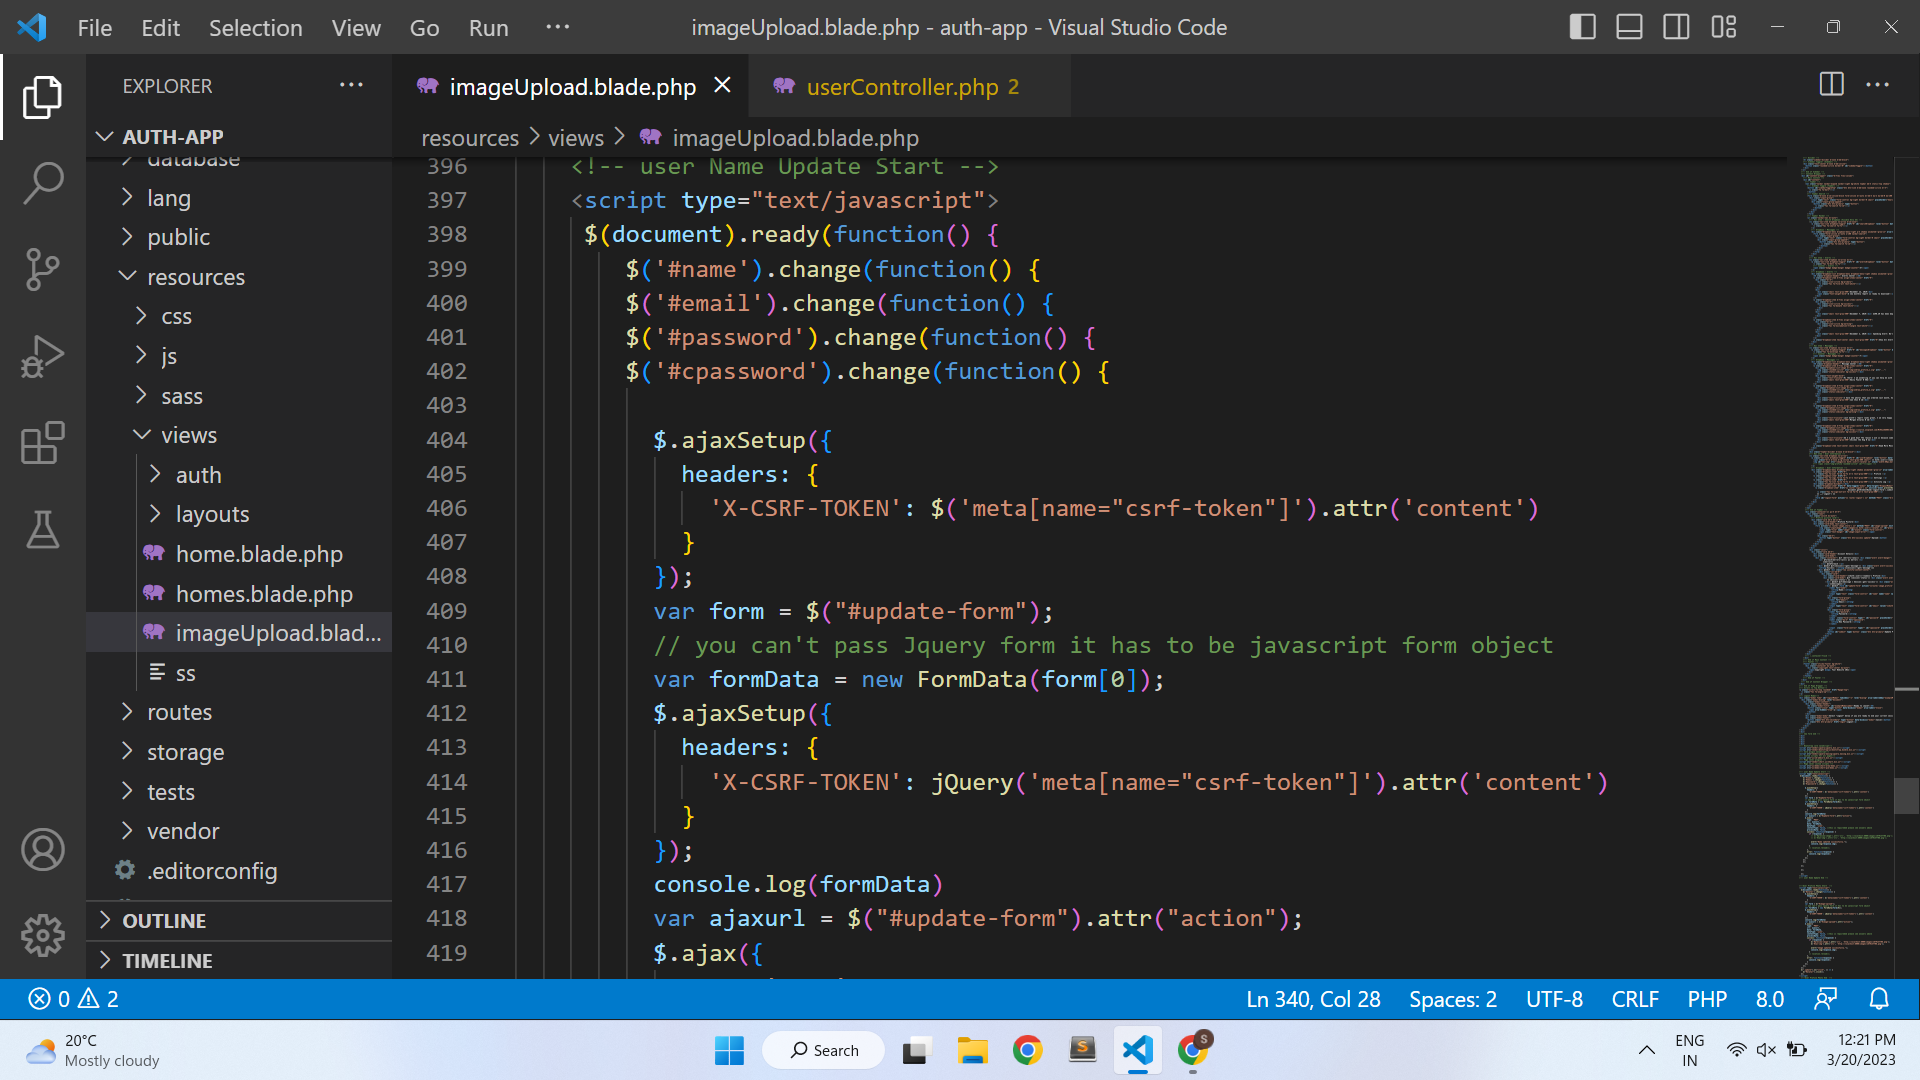 File Edit Selection View Go Run ··· imageUpload.blade.php - auth-app - Visual Studio Code
EXPLORER ···
imageUpload.blade.php userController.php 2
AUTH-APP
resources > views > imageUpload.blade.php
database
lang
public
resources
css
js
sass
views
auth
layouts
home.blade.php
homes.blade.php
imageUpload.blad...
ss
routes
storage
tests
vendor
.editorconfig
OUTLINE
TIMELINE
396 <!-- user Name Update Start -->
397 <script type="text/javascript">
398 $(document).ready(function() {
399 $('#name').change(function() {
400 $('#email').change(function() {
401 $('#password').change(function() {
402 $('#cpassword').change(function() {
403
404 $.ajaxSetup({
405 headers: {
406 'X-CSRF-TOKEN': $('meta[name="csrf-token"]').attr('content')
407 }
408 });
409 var form = $("#update-form");
410 // you can't pass Jquery form it has to be javascript form object
411 var formData = new FormData(form[0]);
412 $.ajaxSetup({
413 headers: {
414 'X-CSRF-TOKEN': jQuery('meta[name="csrf-token"]').attr('content')
415 }
416 });
417 console.log(formData)
418 var ajaxurl = $("#update-form").attr("action");
419 $.ajax({
0 2 Ln 340, Col 28 Spaces: 2 UTF-8 CRLF PHP 8.0
20°C
Mostly cloudy
Search
S
S
ENG
IN
12:21 PM
3/20/2023